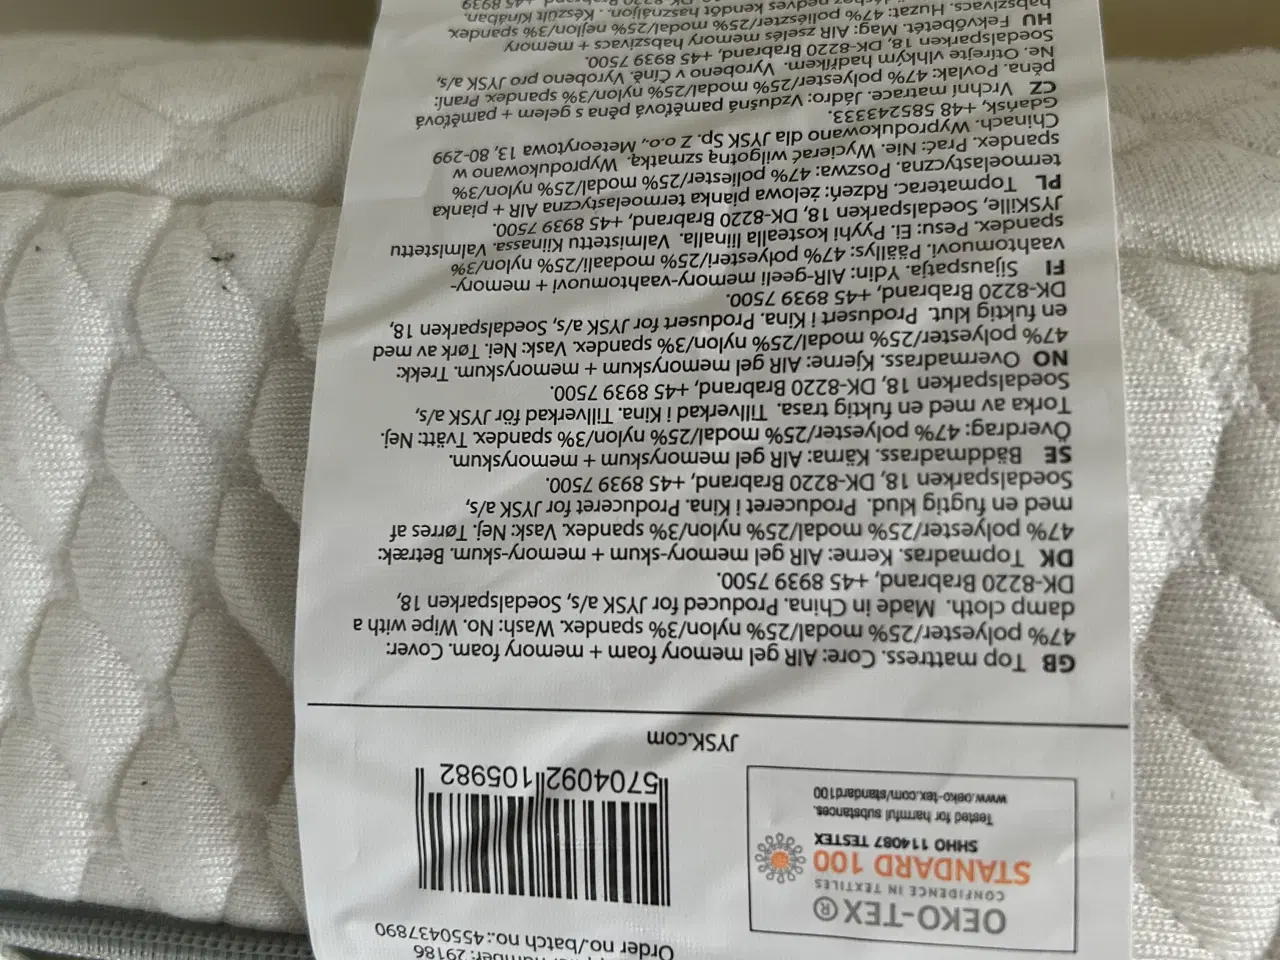 number: 29186
Order no./batch no.: 4550437890
OEKO-TEX®
CONFIDENCE IN TEXTILES
STANDARD 100
SHHO 114087 TESTEX
Tested for harmful substances.
www.oeko-tex.com/standard100
5704092 105982
JYSK.com
GB Top mattress. Core: AIR gel memory foam + memory foam. Cover:
47% polyester/25% modal/25% nylon/3% spandex. Wash: No. Wipe with a
damp cloth. Made in China. Produced for JYSK a/s, Soedalsparken 18,
DK-8220 Brabrand, +45 8939 7500.
DK Topmadras. Kerne: AIR gel memory-skum + memory-skum. Betræk:
47% polyester/25% modal/25% nylon/3% spandex. Vask: Nej. Tørres af
med en fugtig klud. Produceret i Kina. Produceret for JYSK a/s,
Soedalsparken 18, DK-8220 Brabrand, +45 8939 7500.
SE Bäddmadrass. Kärna: AIR gel memoryskum + memoryskum.
Överdrag: 47% polyester/25% modal/25% nylon/3% spandex. Tvätt: Nej.
Torka av med en fuktig trasa. Tillverkad i Kina. Tillverkad för JYSK a/s,
Soedalsparken 18, DK-8220 Brabrand, +45 8939 7500.
NO Overmadrass. Kjerne: AIR gel memoryskum + memoryskum. Trekk:
47% polyester/25% modal/25% nylon/3% spandex. Vask: Nei. Tørk av med
en fuktig klut. Produsert i Kina. Produsert for JYSK a/s, Soedalsparken 18,
DK-8220 Brabrand, +45 8939 7500.
FI Sijauspatja. Ydin: AIR-geeli memory-vaahtomuovi + memory-
vaahtomuovi. Päällys: 47% polyesteri/25% modaali/25% nylon/3%
spandex. Pesu: Ei. Pyyhi kostealla liinalla. Valmistettu Kiinassa. Valmistettu
JYSKille, Soedalsparken 18, DK-8220 Brabrand, +45 8939 7500.
PL Topmaterac. Rdzeń: żelowa pianka termoelastyczna AIR + pianka
termoelastyczna. Poszwa: 47% poliester/25% modal/25% nylon/3%
spandex. Prać: Nie. Wycierać wilgotną szmatką. Wyprodukowano w
Chinach. Wyprodukowano dla JYSK Sp. Z o.o., Meteorytowa 13, 80-299
Gdańsk, +48 585243333.
CZ Vrchní matrace. Jádro: Vzdušná paměťová pěna s gelem + paměťová
pěna. Povlak: 47% polyester/25% modal/25% nylon/3% spandex. Praní:
Ne. Otírejte vlhkým hadříkem. Vyrobeno v Číně. Vyrobeno pro JYSK a/s,
Soedalsparken 18, DK-8220 Brabrand, +45 8939 7500.
HU Fekvőbetét. Mag: AIR zselés memory habszivacs + memory
habszivacs. Huzat: 47% poliészter/25% modal/25% nejlon/3% spandex.
nedves kendőt használjon. Készült Kínában.